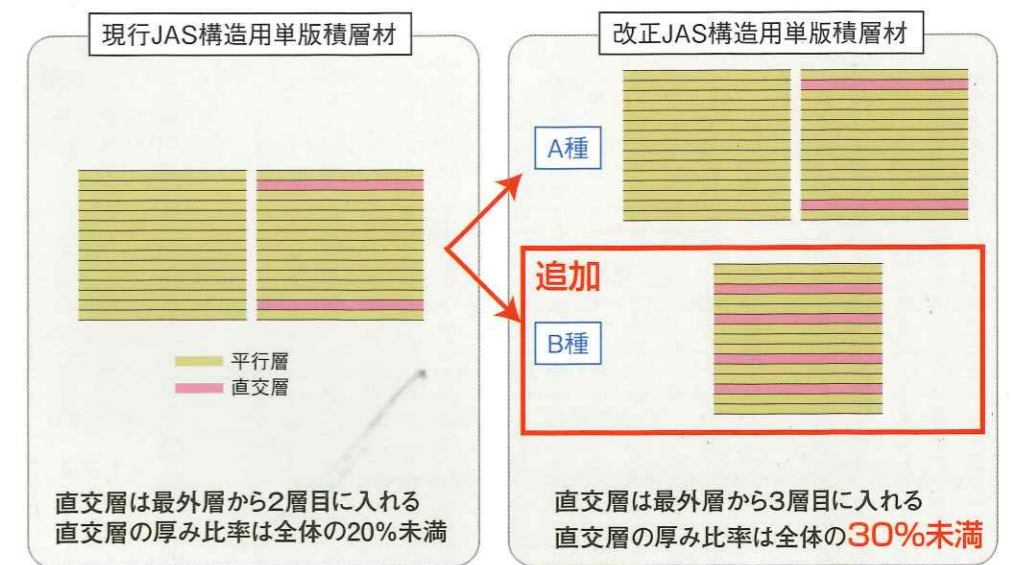 現行JAS構造用単版積層材
平行層
直交層
直交層は最外層から2層目に入れる
直交層の厚み比率は全体の20%未満
改正JAS構造用単版積層材
A種
追加
B種
直交層は最外層から3層目に入れる
直交層の厚み比率は全体の30%未満